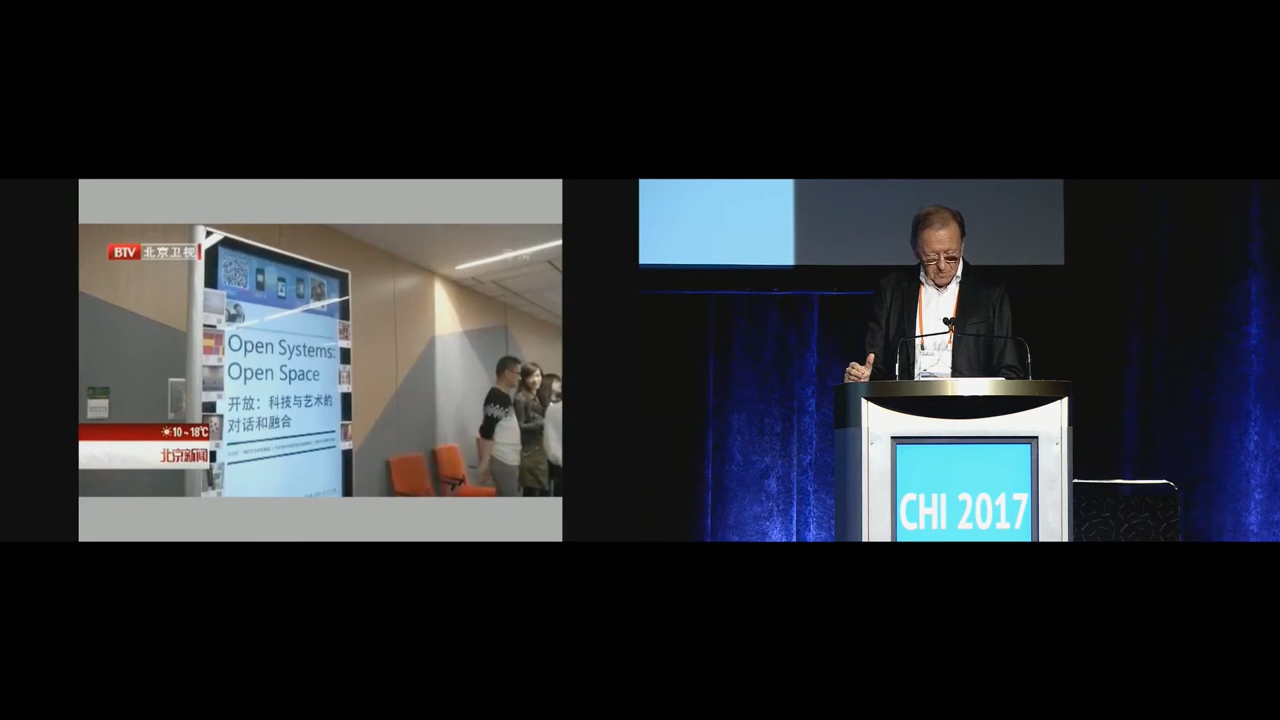 BTV 北京卫视
Open Systems:
Open Space
开放：科技与艺术的
对话和融合
10~18℃
北京新闻
CHI 2017